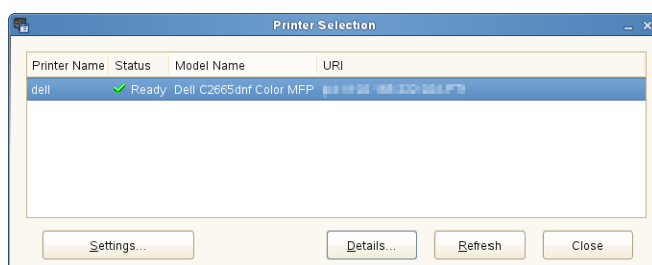 Printer Selection
Printer Name Status Model Name URI
dell Ready Dell C2665dnf Color MFP
Settings... Details... Refresh Close